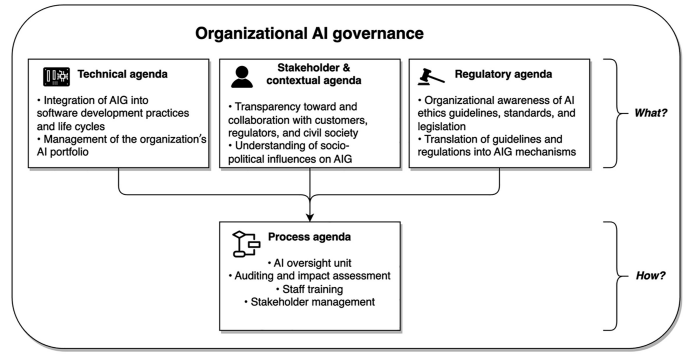 Organizational AI governance
Technical agenda
• Integration of AIG into
software development practices
and life cycles
• Management of the organization's
AI portfolio
Stakeholder &
contextual agenda
• Transparency toward and
collaboration with customers,
regulators, and civil society
• Understanding of socio-
political influences on AIG
Regulatory agenda
• Organizational awareness of AI
ethics guidelines, standards, and
legislation
• Translation of guidelines and
regulations into AIG mechanisms
What?
Process agenda
• AI oversight unit
• Auditing and impact assessment
• Staff training
• Stakeholder management
How?